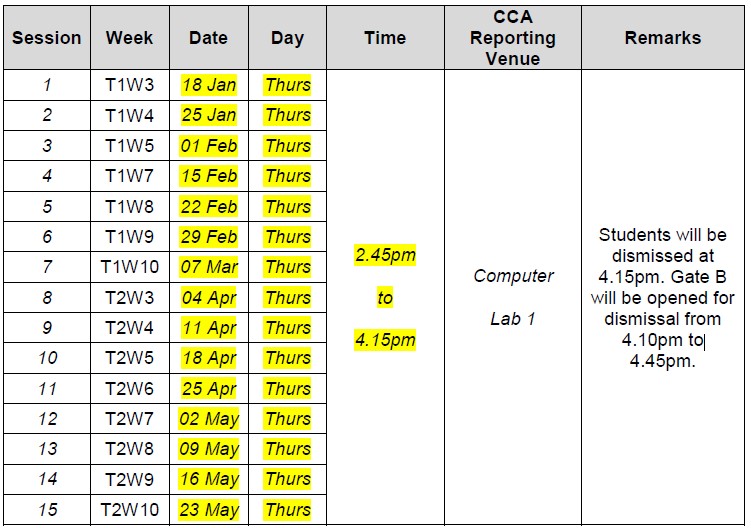 Session Week Date Day Time CCA Reporting Venue Remarks
1 T1W3 18 Jan Thurs
2 T1W4 25 Jan Thurs
3 T1W5 01 Feb Thurs
4 T1W7 15 Feb Thurs
5 T1W8 22 Feb Thurs
6 T1W9 29 Feb Thurs
7 T1W10 07 Mar Thurs
8 T2W3 04 Apr Thurs
9 T2W4 11 Apr Thurs
10 T2W5 18 Apr Thurs
11 T2W6 25 Apr Thurs
12 T2W7 02 May Thurs
13 T2W8 09 May Thurs
14 T2W9 16 May Thurs
15 T2W10 23 May Thurs
2.45pm
to
4.15pm
Computer
Lab 1
Students will be
dismissed at
4.15pm. Gate B
will be opened for
dismissal from
4.10pm to
4.45pm.